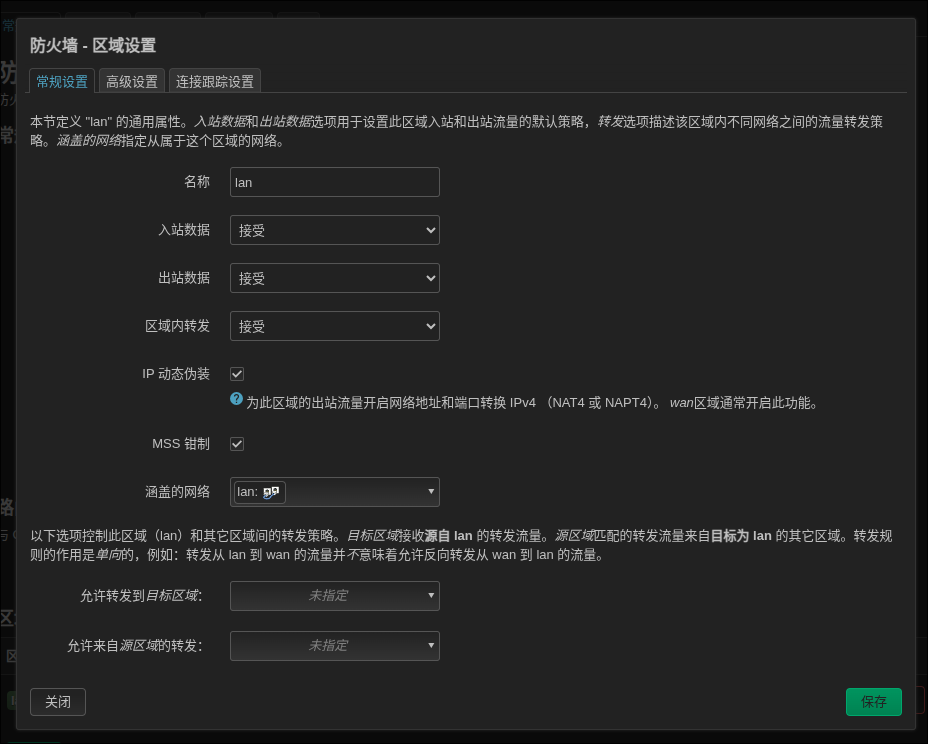 防火墙 - 区域设置
常规设置 高级设置 连接跟踪设置
本节定义 "lan" 的通用属性。入站数据和出站数据选项用于设置此区域入站和出站流量的默认策略，转发选项描述该区域内不同网络之间的流量转发策
略。涵盖的网络指定从属于这个区域的网络。
名称 lan
入站数据 接受
出站数据 接受
区域内转发 接受
IP 动态伪装
为此区域的出站流量开启网络地址和端口转换 IPv4 （NAT4 或 NAPT4）。 wan区域通常开启此功能。
MSS 钳制
涵盖的网络 lan:
以下选项控制此区域（lan）和其它区域间的转发策略。目标区域接收源自 lan 的转发流量。源区域匹配的转发流量来自目标为 lan 的其它区域。转发规
则的作用是单向的，例如：转发从 lan 到 wan 的流量并不意味着允许反向转发从 wan 到 lan 的流量。
允许转发到目标区域： 未指定
允许来自源区域的转发： 未指定
关闭 保存